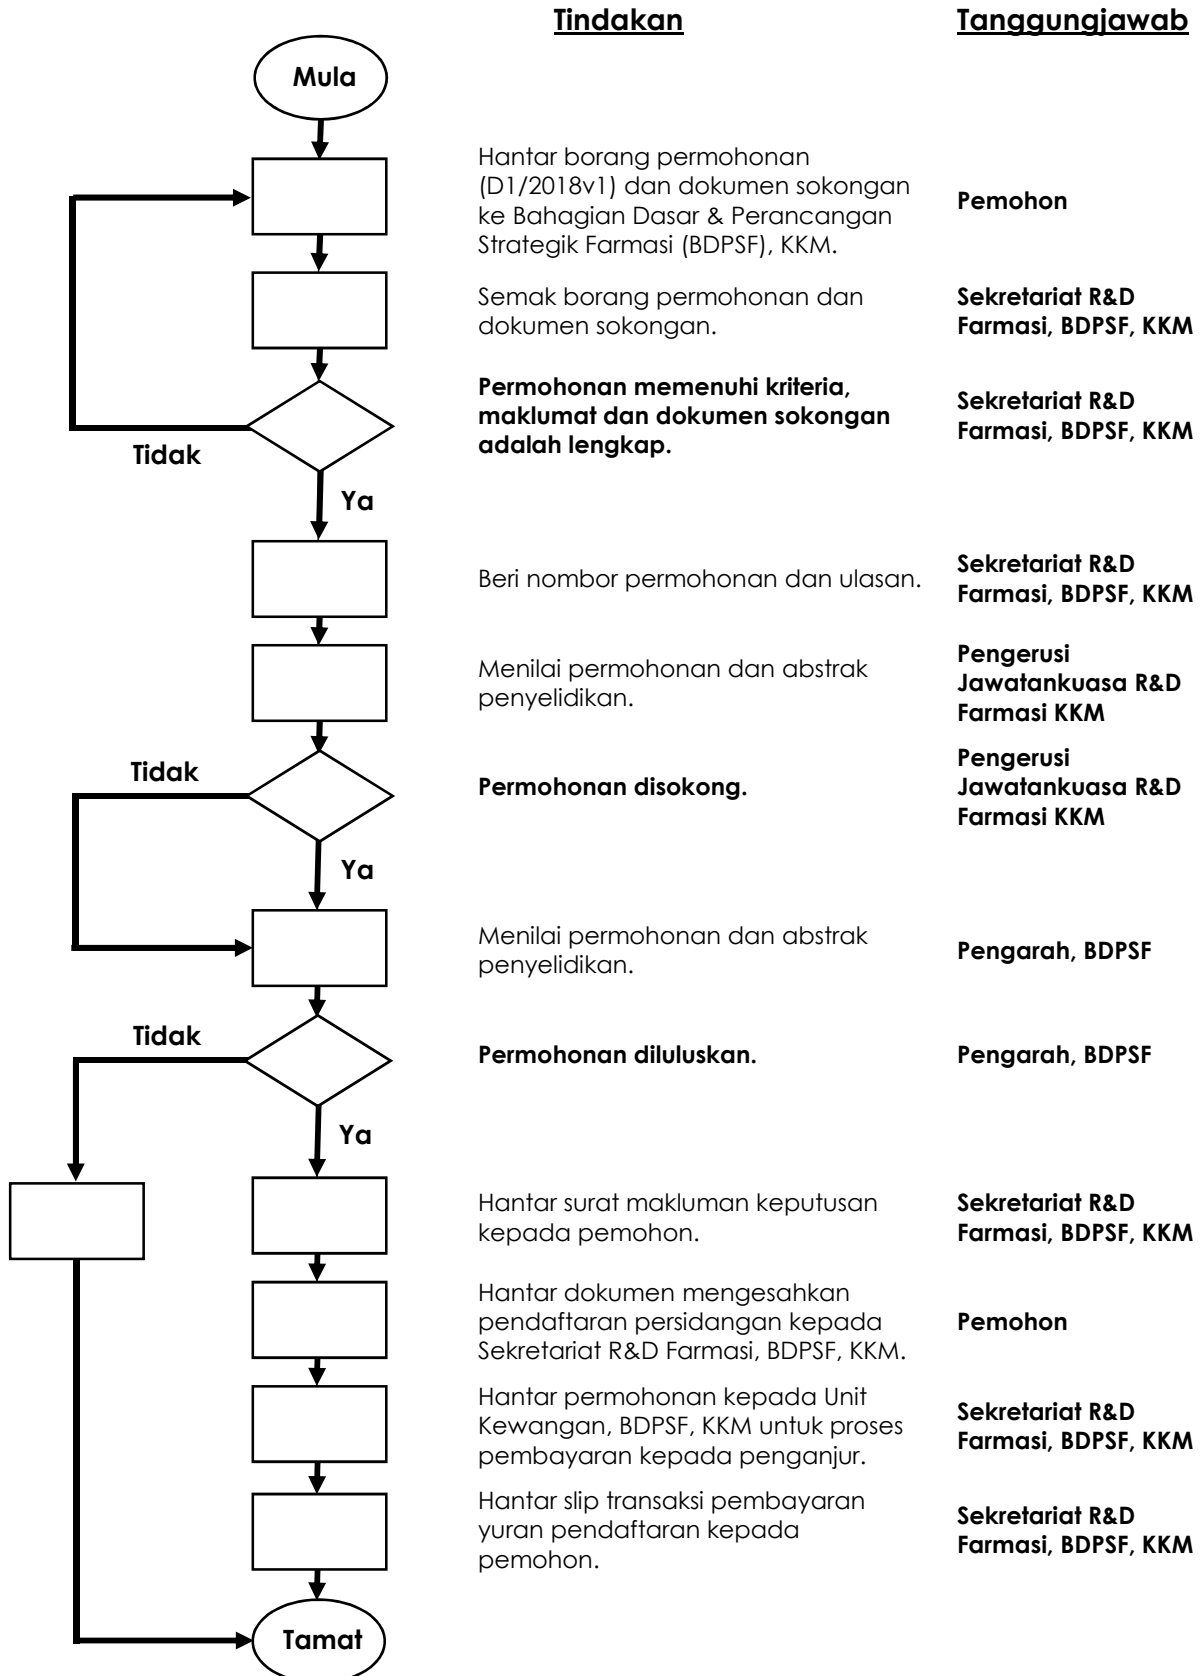 Tindakan
Tanggungjawab
Mula
Hantar borang permohonan
(D1/2018v1) dan dokumen sokongan
ke Bahagian Dasar & Perancangan
Strategik Farmasi (BDPSF), KKM.
Pemohon
Semak borang permohonan dan
dokumen sokongan.
Sekretariat R&D
Farmasi, BDPSF, KKM
Permohonan memenuhi kriteria,
maklumat dan dokumen sokongan
adalah lengkap.
Sekretariat R&D
Farmasi, BDPSF, KKM
Tidak
Ya
Beri nombor permohonan dan ulasan.
Sekretariat R&D
Farmasi, BDPSF, KKM
Menilai permohonan dan abstrak
penyelidikan.
Pengerusi
Jawatankuasa R&D
Farmasi KKM
Tidak
Permohonan disokong.
Pengerusi
Jawatankuasa R&D
Farmasi KKM
Ya
Menilai permohonan dan abstrak
penyelidikan.
Pengarah, BDPSF
Tidak
Permohonan diluluskan.
Pengarah, BDPSF
Ya
Hantar surat makluman keputusan
kepada pemohon.
Sekretariat R&D
Farmasi, BDPSF, KKM
Hantar dokumen mengesahkan
pendaftaran persidangan kepada
Sekretariat R&D Farmasi, BDPSF, KKM.
Pemohon
Hantar permohonan kepada Unit
Kewangan, BDPSF, KKM untuk proses
pembayaran kepada penganjur.
Sekretariat R&D
Farmasi, BDPSF, KKM
Hantar slip transaksi pembayaran
yuran pendaftaran kepada
pemohon.
Sekretariat R&D
Farmasi, BDPSF, KKM
Tamat